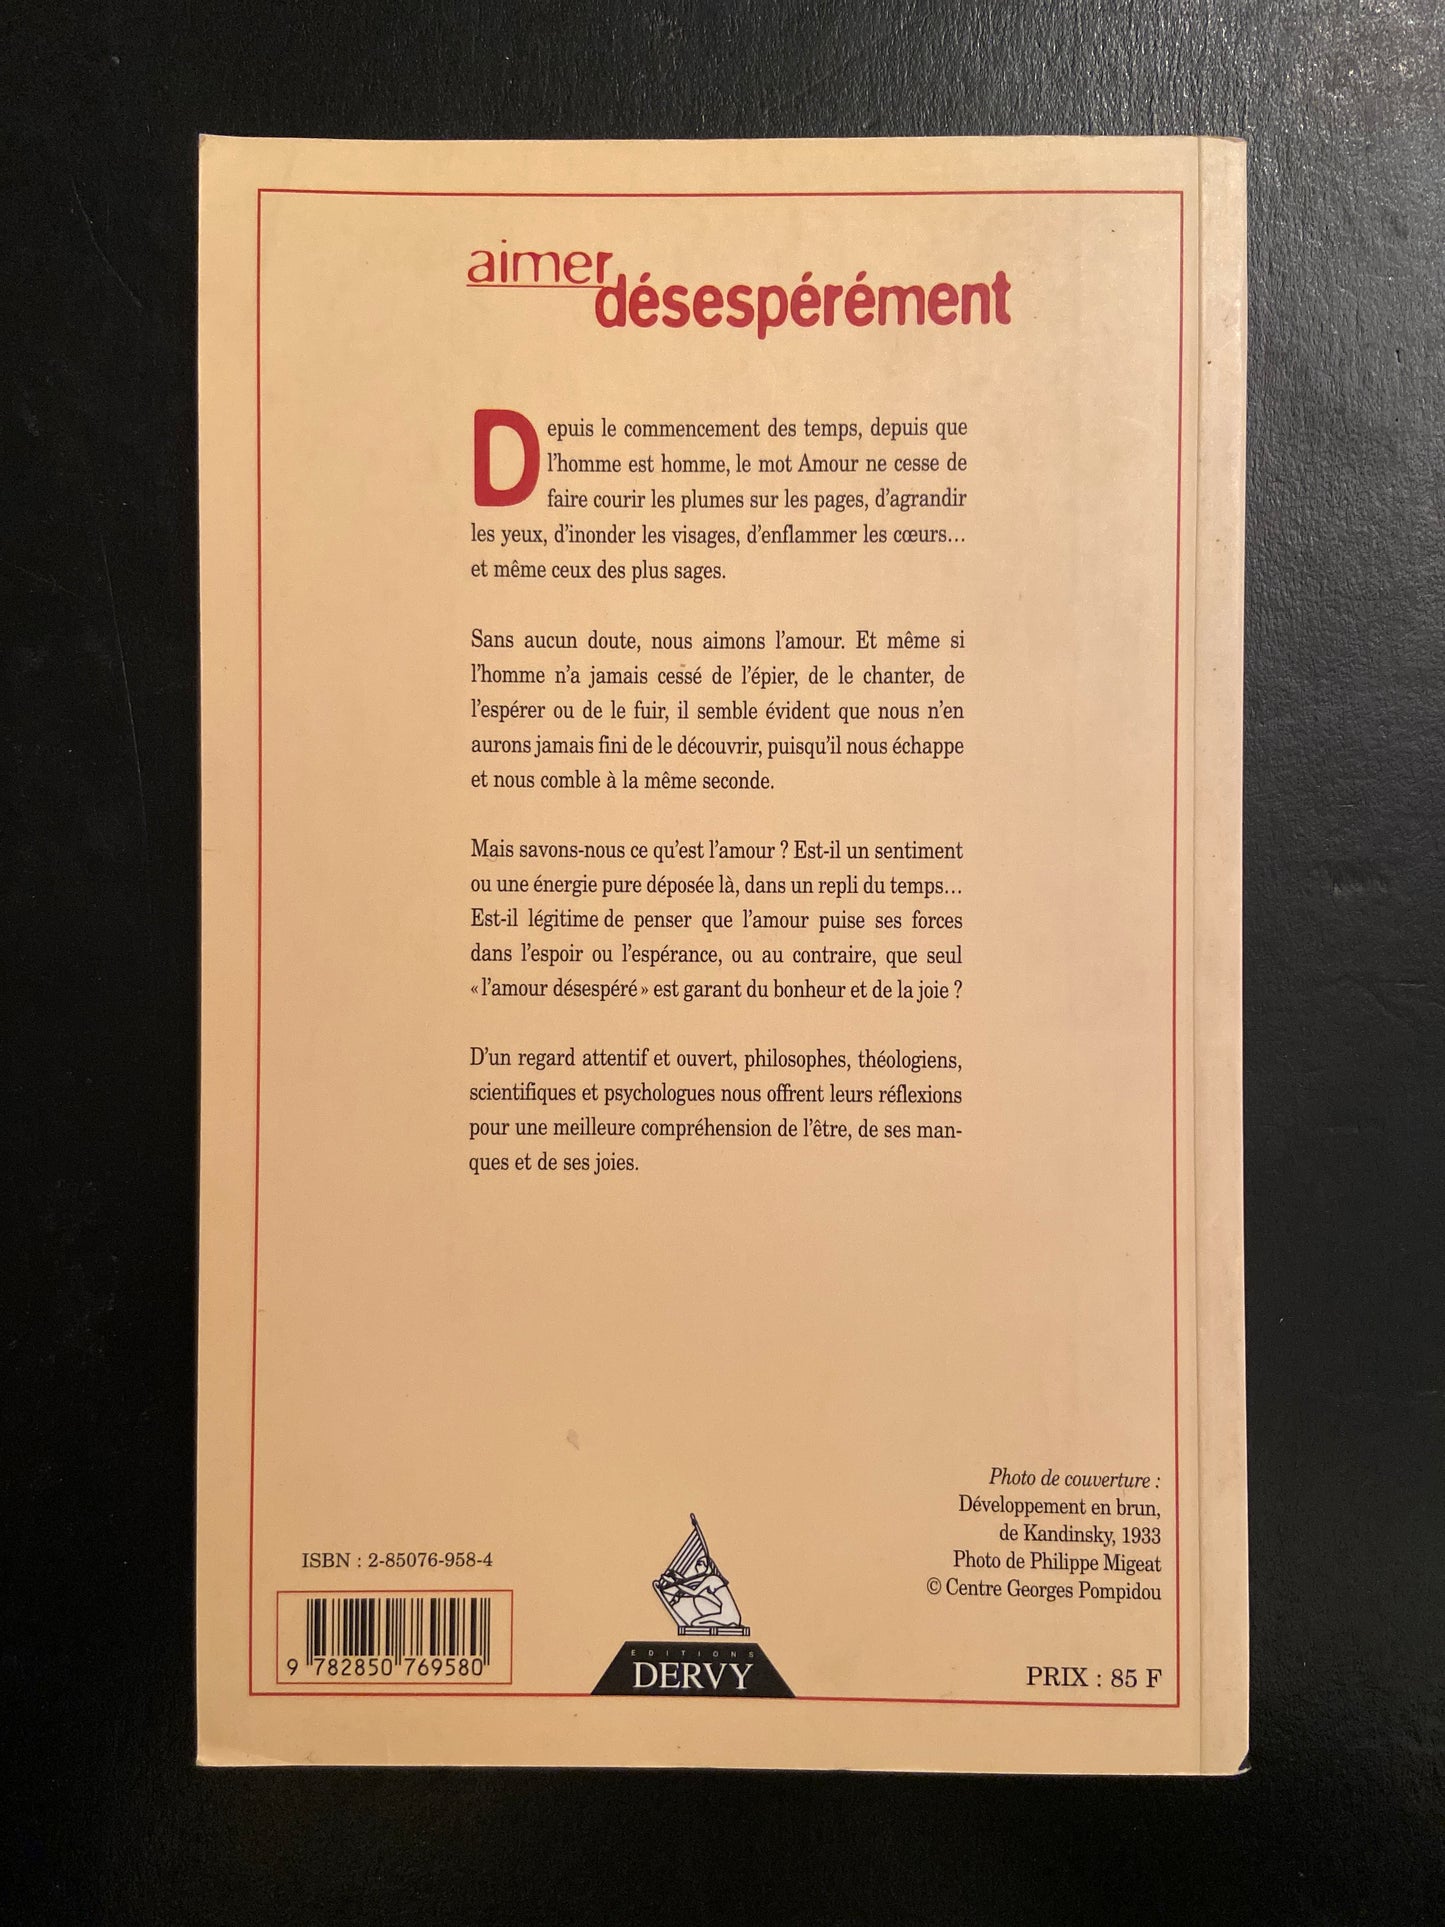 aimer
désespérément
Depuis le commencement des temps, depuis que
l'homme est homme, le mot Amour ne cesse de
faire courir les plumes sur les pages, d'agrandir
les yeux, d'inonder les visages, d'enflammer les cœurs...
et même ceux des plus sages.
Sans aucun doute, nous aimons l'amour. Et même si
l'homme n'a jamais cessé de l'épier, de le chanter, de
l'espérer ou de le fuir, il semble évident que nous n'en
aurons jamais fini de le découvrir, puisqu'il nous échappe
et nous comble à la même seconde.
Mais savons-nous ce qu'est l'amour ? Est-il un sentiment
ou une énergie pure déposée là, dans un repli du temps...
Est-il légitime de penser que l'amour puise ses forces
dans l'espoir ou l'espérance, ou au contraire, que seul
«l'amour désespéré» est garant du bonheur et de la joie ?
D'un regard attentif et ouvert, philosophes, théologiens,
scientifiques et psychologues nous offrent leurs réflexions
pour une meilleure compréhension de l'être, de ses man-
ques et de ses joies.
Photo de couverture :
Développement en brun,
de Kandinsky, 1933
Photo de Philippe Migeat
© Centre Georges Pompidou
ISBN : 2-85076-958-4
9 782850 769580
EDITIONS
DERVY
PRIX : 85 F